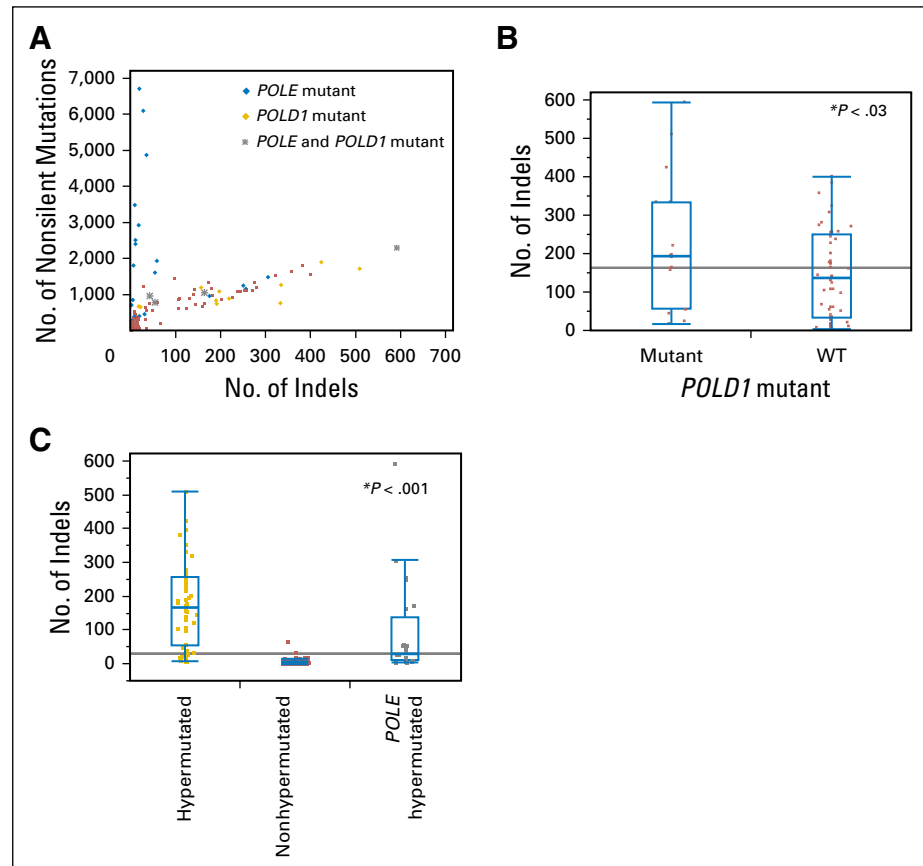 A
No. of Nonsilent Mutations
7,000
6,000
5,000
4,000
3,000
2,000
1,000
0
100
200
300
400
500
600
700
No. of Indels
POLE mutant
POLD1 mutant
POLE and POLD1 mutant
B
No. of Indels
600
500
400
300
200
100
0
*P < .03
Mutant
WT
POLD1 mutant
C
No. of Indels
600
500
400
300
200
100
0
*P < .001
Hypermutated
Nonhypermutated
POLE
hypermutated